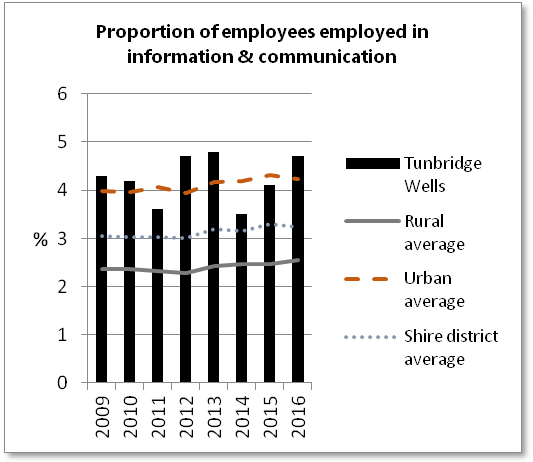 Proportion of employees employed in
information & communication
6
5
4
3
2
1
0
%
2009
2010
2011
2012
2013
2014
2015
2016
Tunbridge
Wells
Rural
average
Urban
average
Shire district
average